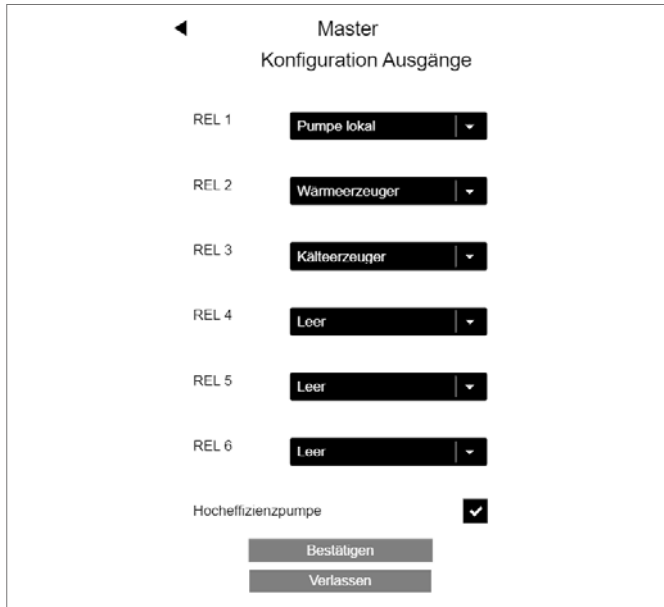 Master
Konfiguration Ausgänge
REL 1 Pumpe lokal
REL 2 Wärmeerzeuger
REL 3 Kälteerzeuger
REL 4 Leer
REL 5 Leer
REL 6 Leer
Hocheffizienzpumpe
Bestätigen
Verlassen